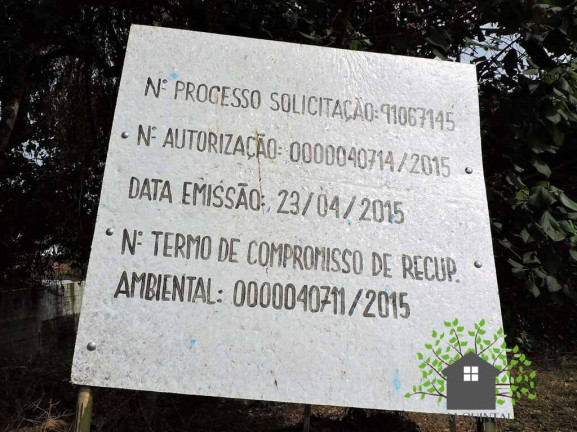 Nº PROCESSO SOLICITAÇÃO: 91067145
Nº AUTORIZAÇÃO: 0000040714/2015
DATA EMISSÃO: 23/04/2015
Nº TERMO DE COMPROMISSO DE RECUP.
AMBIENTAL: 0000040711/2015
QUINTAL